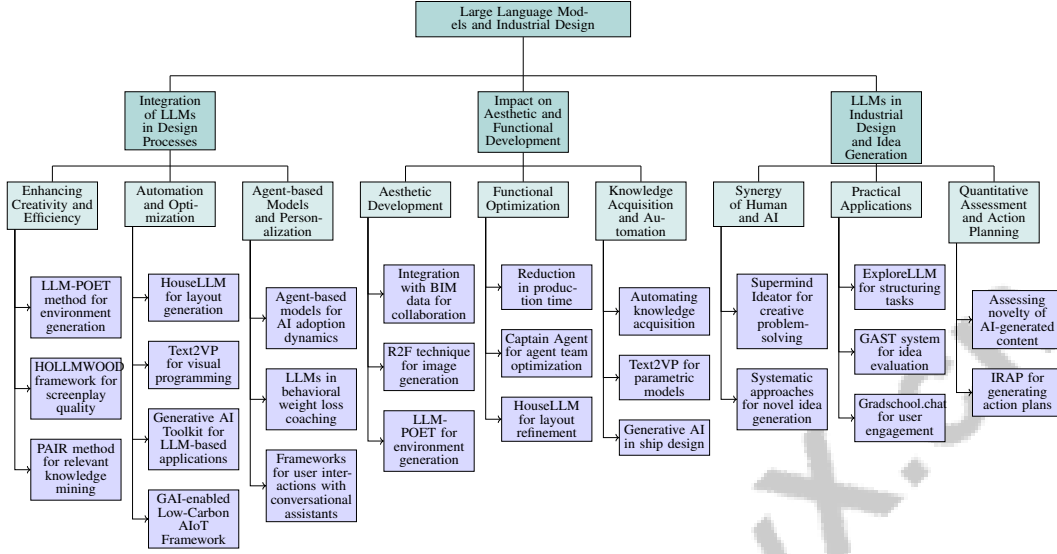 Large Language Mod-
els and Industrial Design
Integration
of LLMs
in Design
Processes
Impact on
Aesthetic and
Functional
Development
LLMs in
Industrial
Design
and Idea
Generation
Enhancing
Creativity and
Efficiency
Automation
and Opti-
mization
Agent-based
Models
and Person-
alization
Aesthetic
Development
Functional
Optimization
Knowledge
Acquisition
and Au-
tomation
Synergy
of Human
and AI
Practical
Applications
Quantitative
Assessment
and Action
Planning
LLM-POET
method for
environment
generation
HOLLMWOOD
framework for
screenplay
quality
PAIR method
for relevant
knowledge
mining
HouseLLM
for layout
generation
Text2VP
for visual
programming
Generative AI
Toolkit for
LLM-based
applications
GAI-enabled
Low-Carbon
AIoT
Framework
Agent-based
models for
AI adoption
dynamics
LLMs in
behavioral
weight loss
coaching
Frameworks
for user inter-
actions with
conversational
assistants
Integration
with BIM
data for
collaboration
R2F technique
for image
generation
LLM-
POET for
environment
generation
Reduction
in produc-
tion time
Captain Agent
for agent team
optimization
HouseLLM
for layout
refinement
Automating
knowledge
acquisition
Text2VP for
parametric
models
Generative AI
in ship design
Supermind
Ideator for
creative
problem-
solving
Systematic
approaches
for novel idea
generation
ExploreLLM
for structuring
tasks
GAST system
for idea
evaluation
Gradschool.chat
for user
engagement
Assessing
novelty of
AI-generated
content
IRAP for
generating
action plans